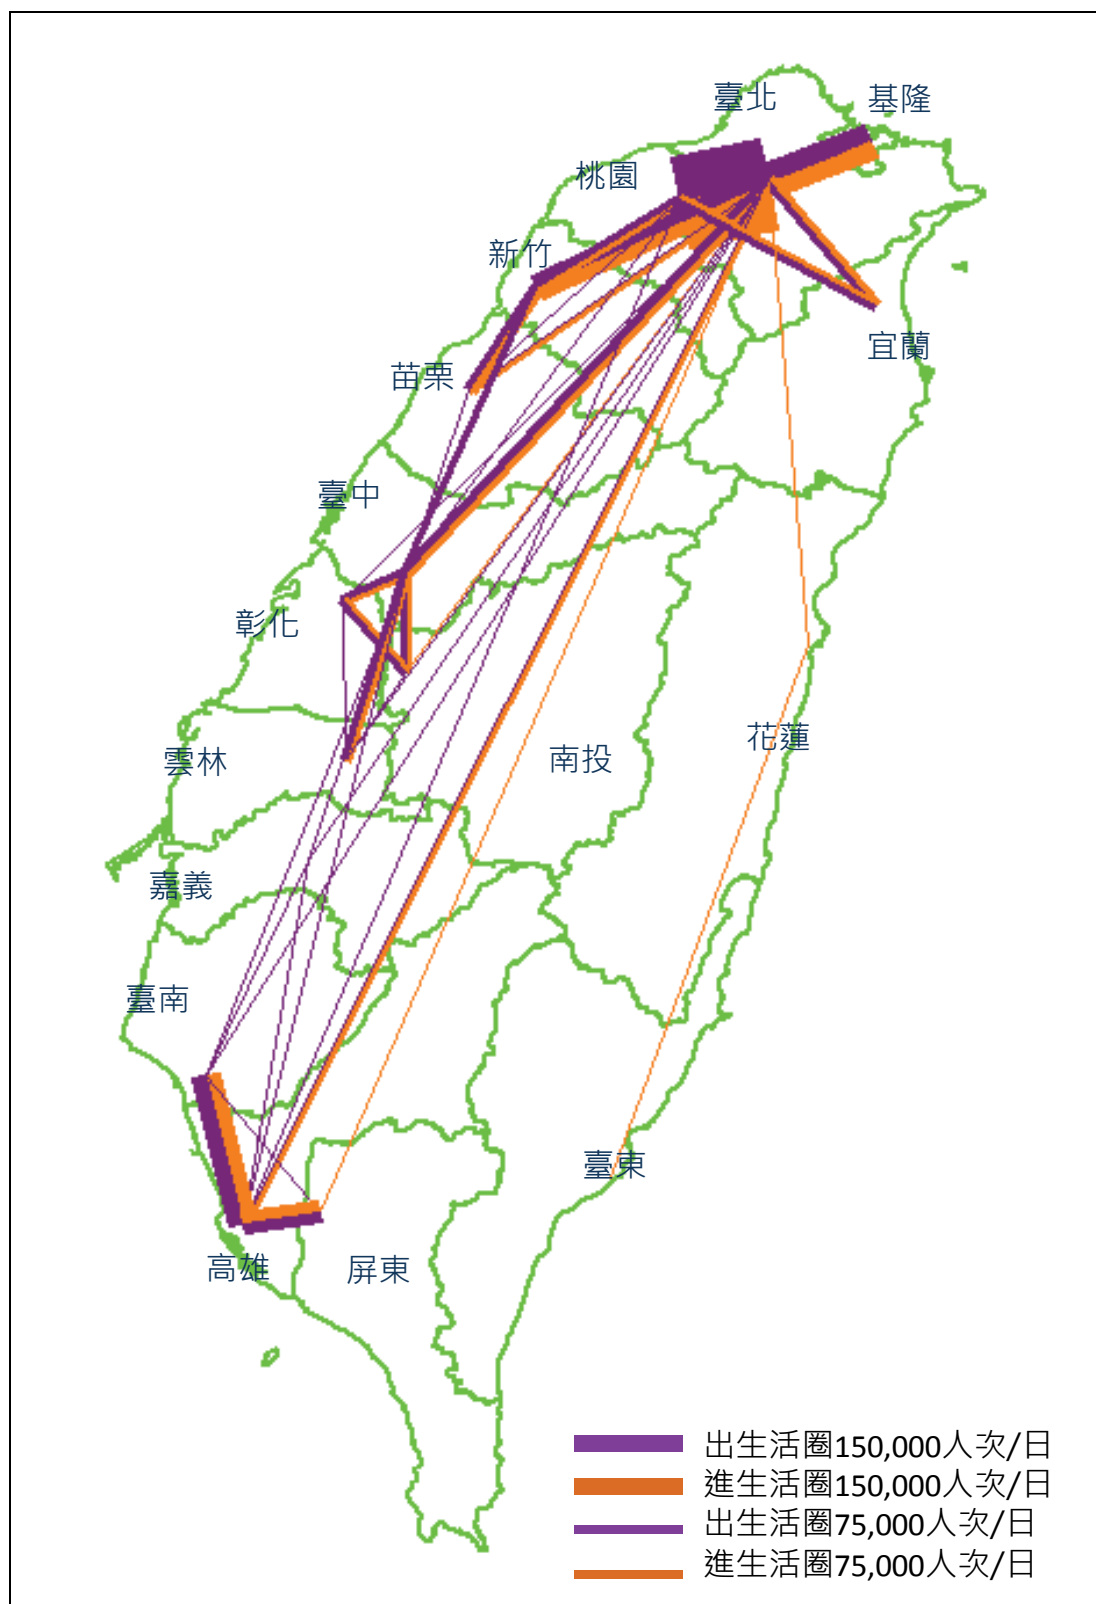 臺北
基隆
桃園
新竹
宜蘭
苗栗
臺中
彰化
花蓮
南投
雲林
嘉義
臺南
臺東
高雄
屏東
出生活圈150,000人次/日
進生活圈150,000人次/日
出生活圈75,000人次/日
進生活圈75,000人次/日